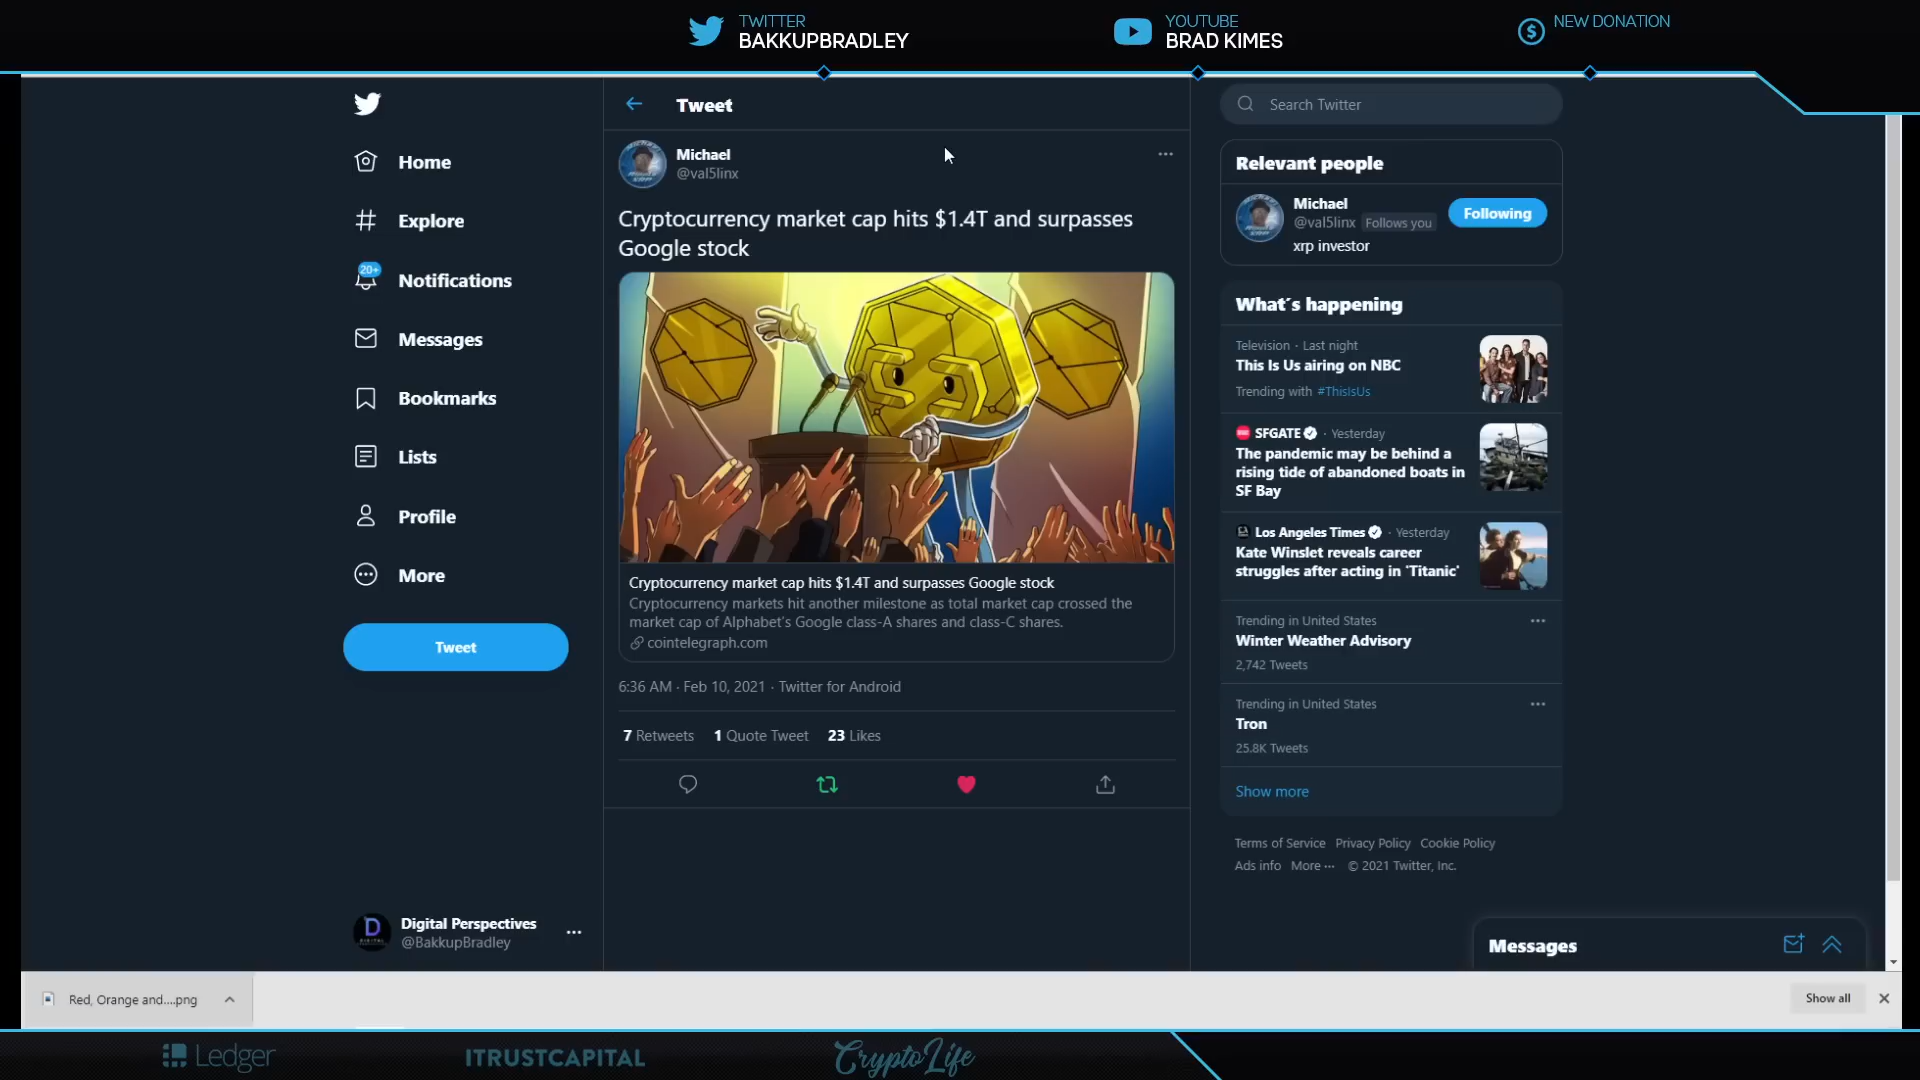 TWITTER
BAKKUPBRADLEY
YOUTUBE
BRAD KIMES
NEW DONATION
Home
Explore
20+
Notifications
Messages
Bookmarks
Lists
Profile
More
Tweet
Digital Perspectives
@BakkupBradley
Tweet
Michael
@val5linx
Cryptocurrency market cap hits $1.4T and surpasses
Google stock
Cryptocurrency market cap hits $1.4T and surpasses Google stock
Cryptocurrency markets hit another milestone as total market cap crossed the
market cap of Alphabet's Google class-A shares and class-C shares.
cointelegraph.com
6:36 AM · Feb 10, 2021 · Twitter for Android
7 Retweets 1 Quote Tweet 23 Likes
Search Twitter
Relevant people
Michael
@val5linx Follows you
Following
xrp investor
What's happening
Television · Last night
This Is Us airing on NBC
Trending with #ThisIsUs
SFGATE · Yesterday
The pandemic may be behind a
rising tide of abandoned boats in
SF Bay
Los Angeles Times · Yesterday
Kate Winslet reveals career
struggles after acting in 'Titanic'
Trending in United States
Winter Weather Advisory
2,742 Tweets
Trending in United States
Tron
25.8K Tweets
Show more
Terms of Service Privacy Policy Cookie Policy
Ads info More ··· © 2021 Twitter, Inc.
Messages
Red, Orange and....png
Show all
Ledger
ITRUSTCAPITAL
CryptoLife